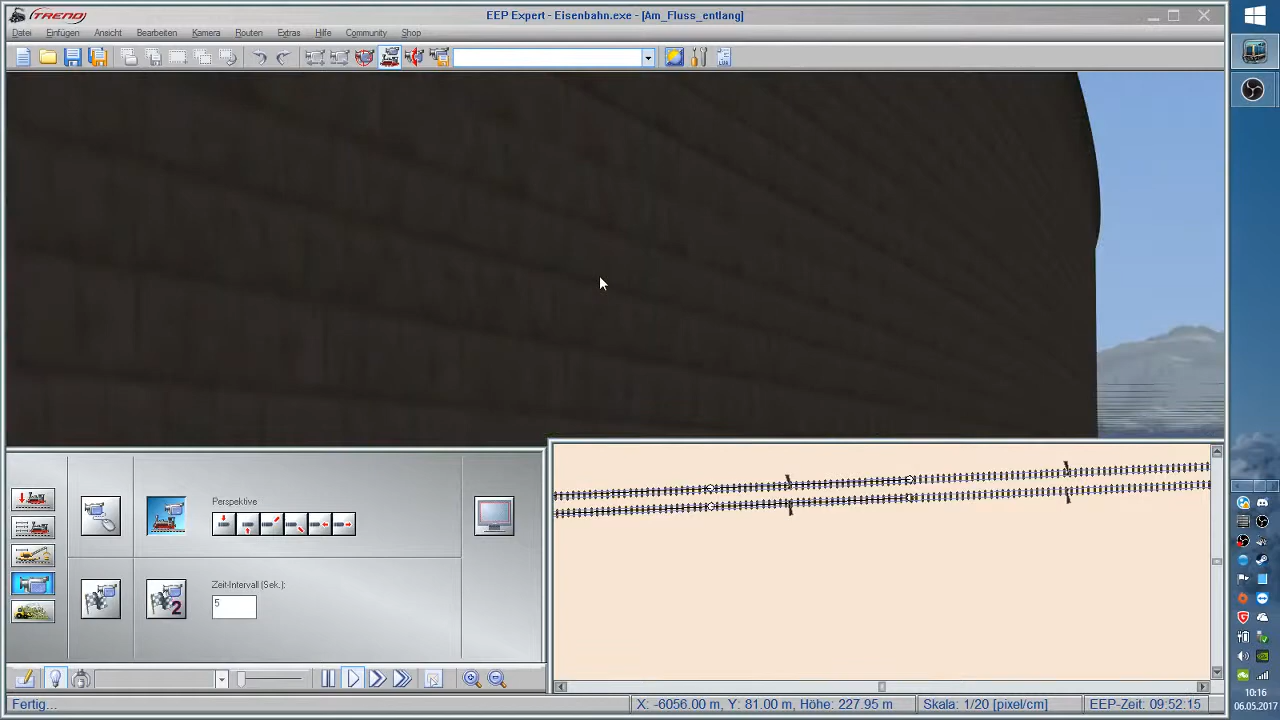 TREND
EEP Expert - Eisenbahn.exe - [Am_Fluss_entlang]
Datei Einfügen Ansicht Bearbeiten Kamera Routen Extras Hilfe Community Shop
Perspektive
Zeit-Intervall (Sek.):
2
5
Fertig...
X: -6056.00 m, Y: 81.00 m, Höhe: 227.95 m
Skala: 1/20 [pixel/cm]
EEP-Zeit: 09:52:15
10:16
06.05.2017